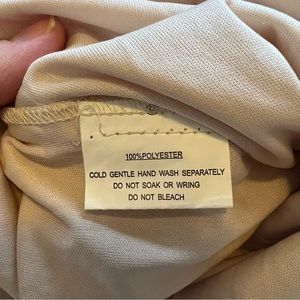 100%POLYESTER
COLD GENTLE HAND WASH SEPARATELY
DO NOT SOAK OR WRING
DO NOT BLEACH